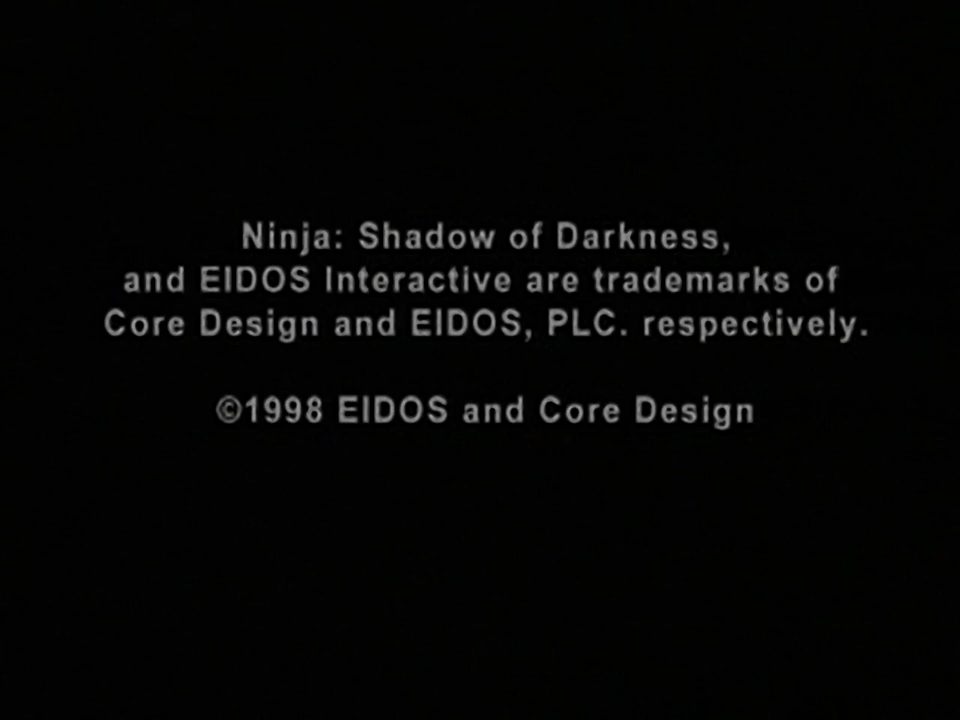 Ninja: Shadow of Darkness,
and EIDOS Interactive are trademarks of
Core Design and EIDOS, PLC. respectively.
©1998 EIDOS and Core Design